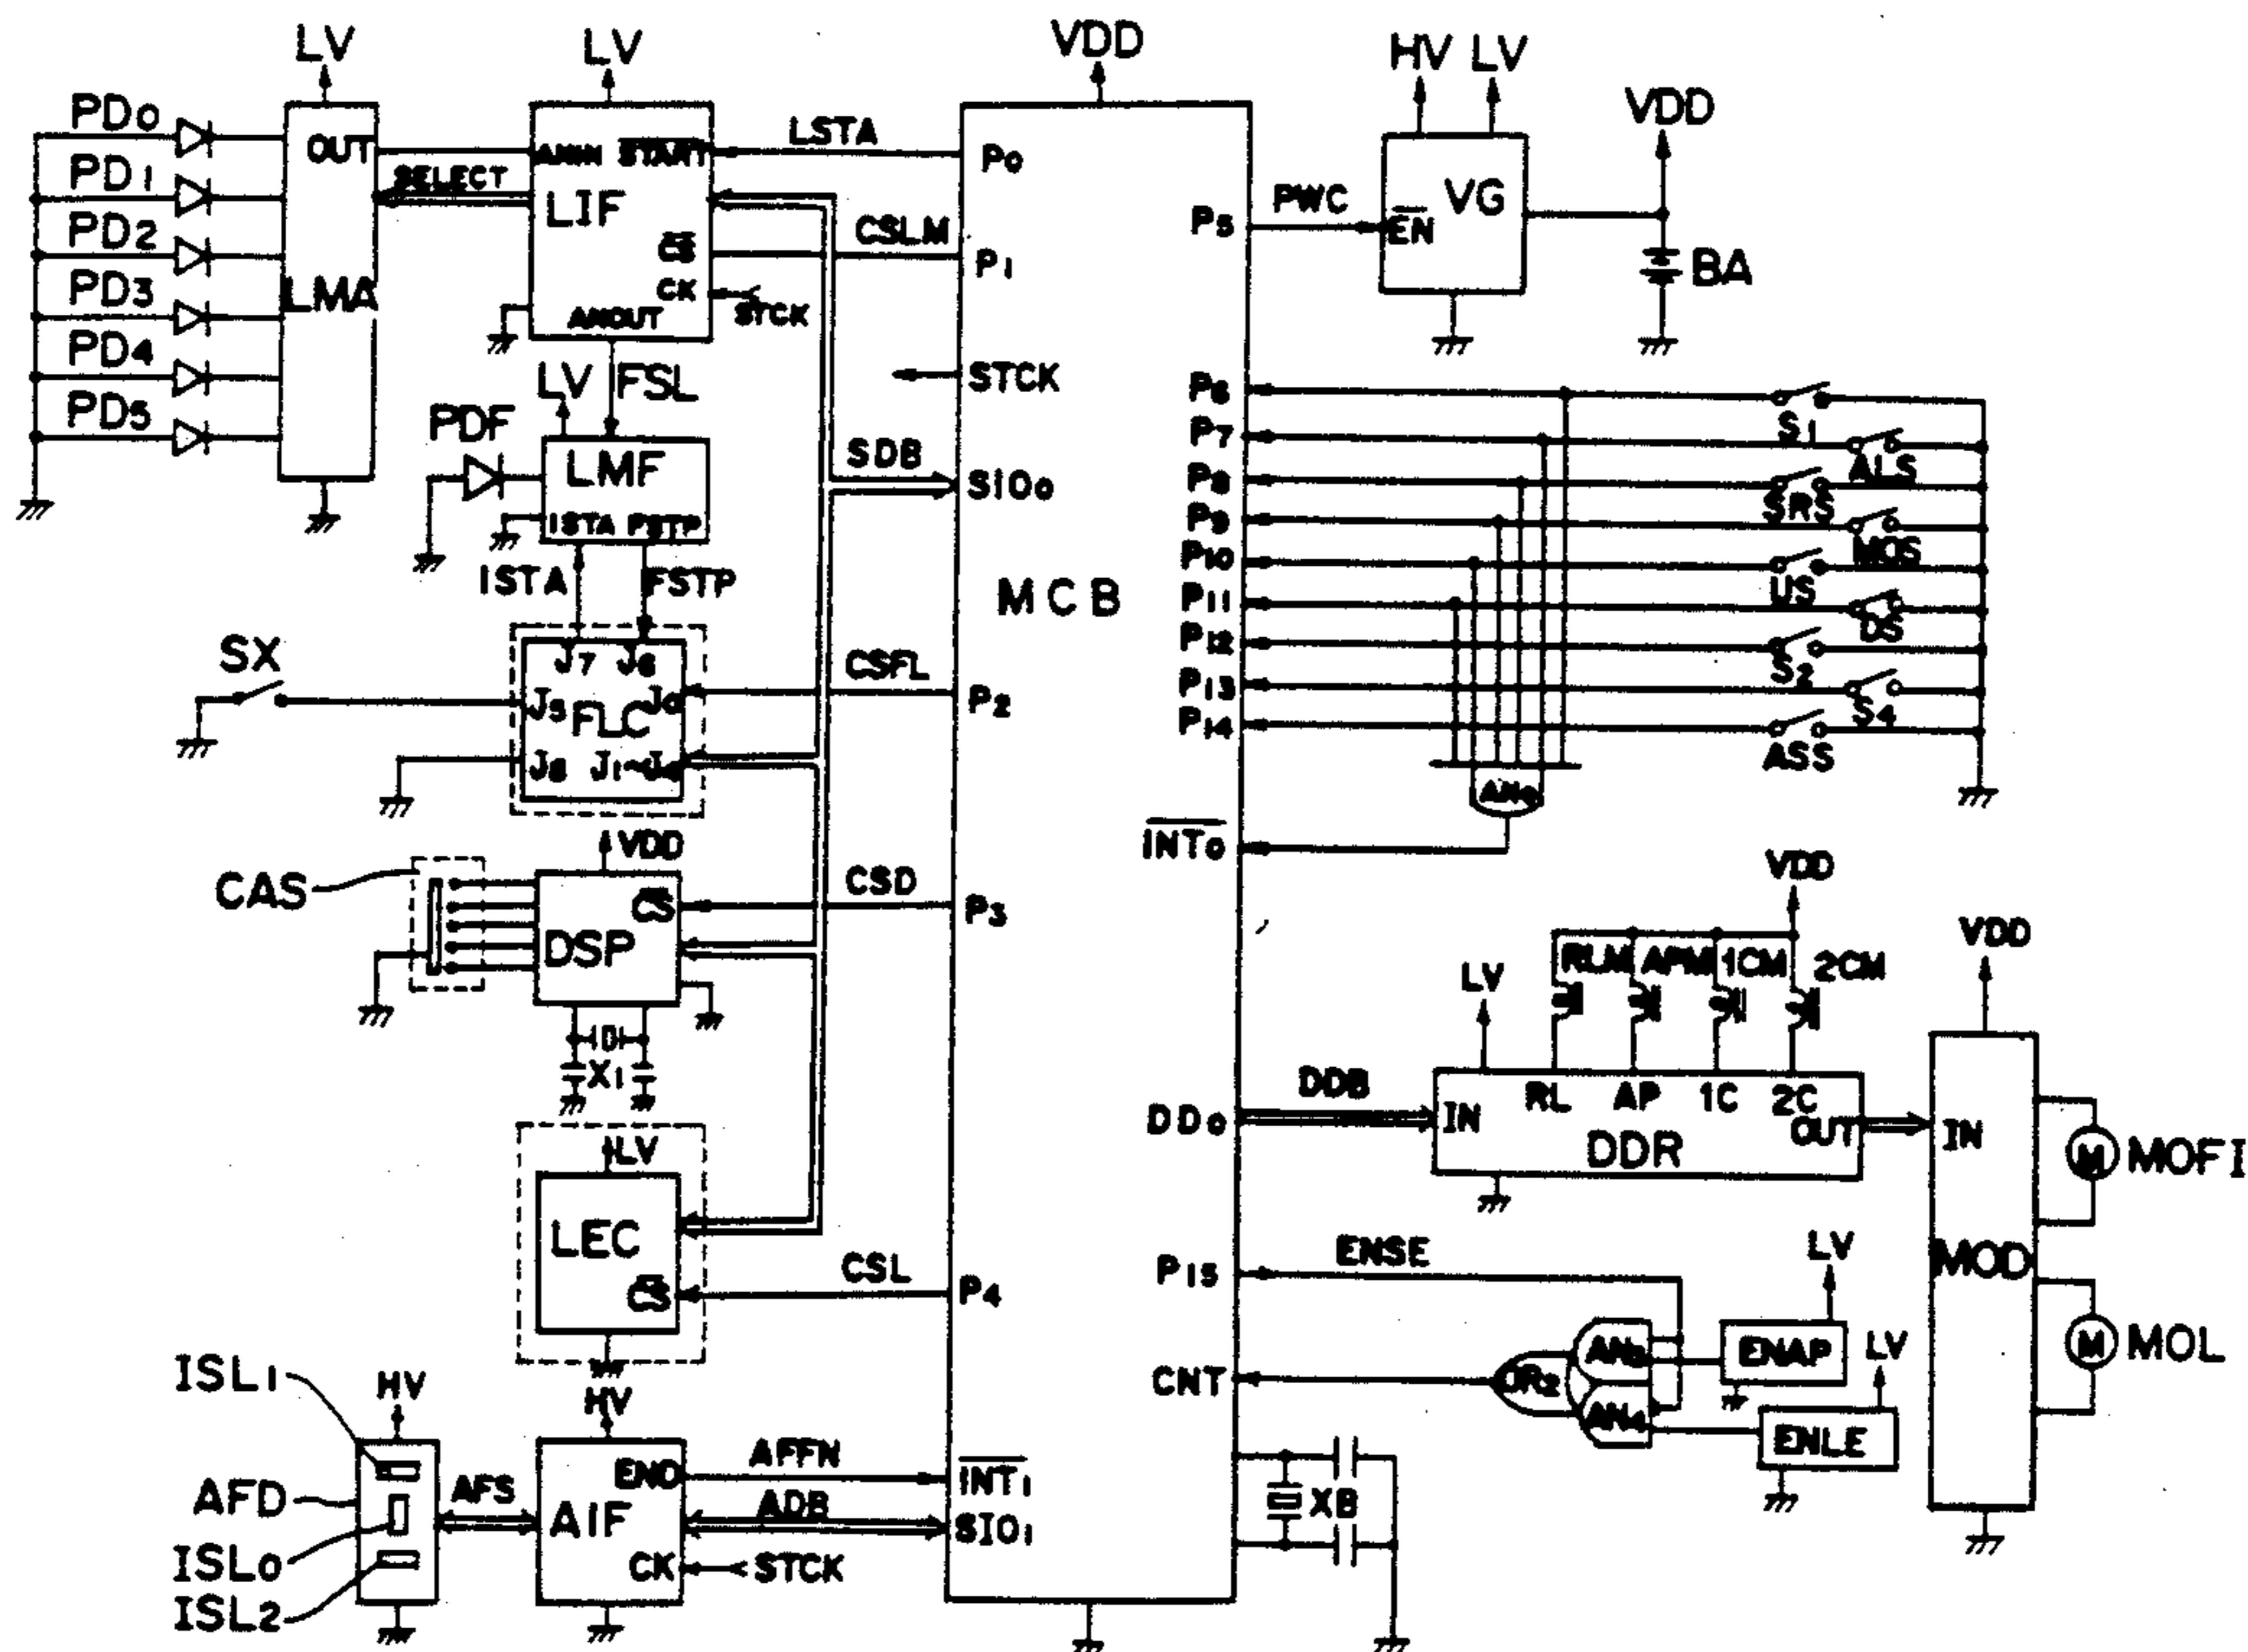 LV
LV
VDD
HV LV
VDD
PD0
PD1
PD2
PD3
PD4
PD5
OUT
LMA
SELECT
ANIN START
LIF
CS
CK
ANOUT
STCK
LSTA
CSLM
P0
P1
STCK
SIO0
MCB
P2
P3
P4
INT1
SIO1
P5
PWC
EN
VG
BA
LV
FSL
PDF
LMF
ISTA FSTP
ISTA
FSTP
SDB
SX
J7 J6
J5
FLC
J0
J8 J1~J4
CSFL
CAS
VDD
CS
DSP
CSD
X1
LV
LEC
CS
CSL
ISL1
AFD
ISL0
ISL2
HV
AFS
HV
END
AIF
CK
AFFN
ADB
STCK
P6
P7
P8
P9
P10
P11
P12
P13
P14
S1
ALS
SRS
MOS
US
DS
S2
S4
ASS
INT0
VDD
RLM APM 1CM 2CM
LV
DD0
DDB
IN
RL AP 1C 2C
OUT
DDR
VDD
IN
MOD
M
MOFI
M
MOL
P15
ENSE
CNT
OR2
AN4
ENAP
LV
ENLE
LV
XB